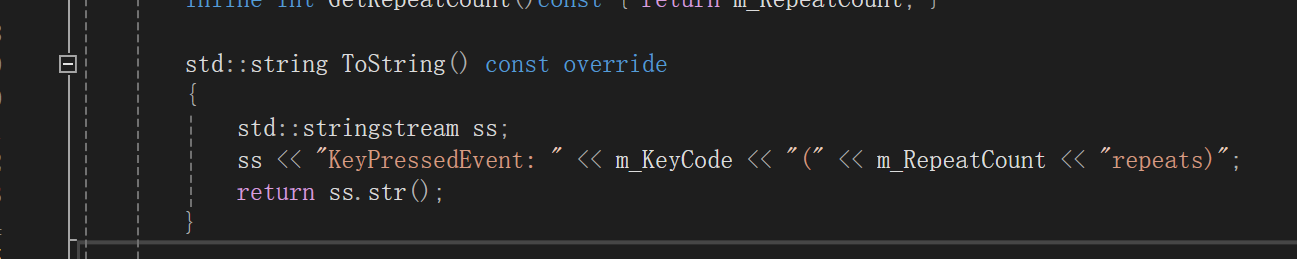 inline int GetRepeatCount()const { return m_RepeatCount; }
std::string ToString() const override
{
std::stringstream ss;
ss << "KeyPressedEvent: " << m_KeyCode << "(" << m_RepeatCount << "repeats)";
return ss.str();
}